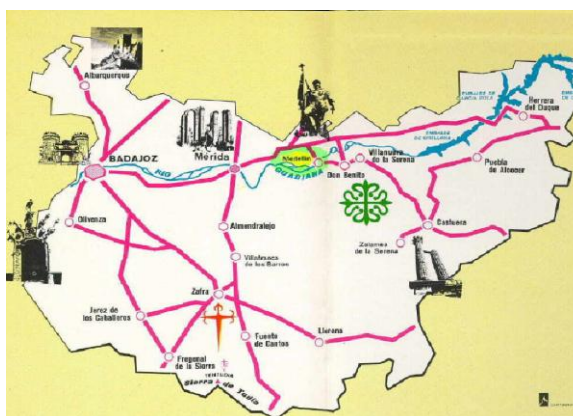 Alburquerque
EMBALSE DE
Herrera
del Duque
BADAJOZ
RIO
Mérida
Medellín
GUADIANA
Don Benito
Villanueva
de la Serena
Puebla
de Alcocer
Olivenza
Almendralejo
Castuera
Zalamea
de la Serena
Villafranca
de los Barros
Zafra
Jerez de
los Caballeros
Fuente
de Cantos
Llerena
Fregenal
de la Sierra
Sierra de Tudia